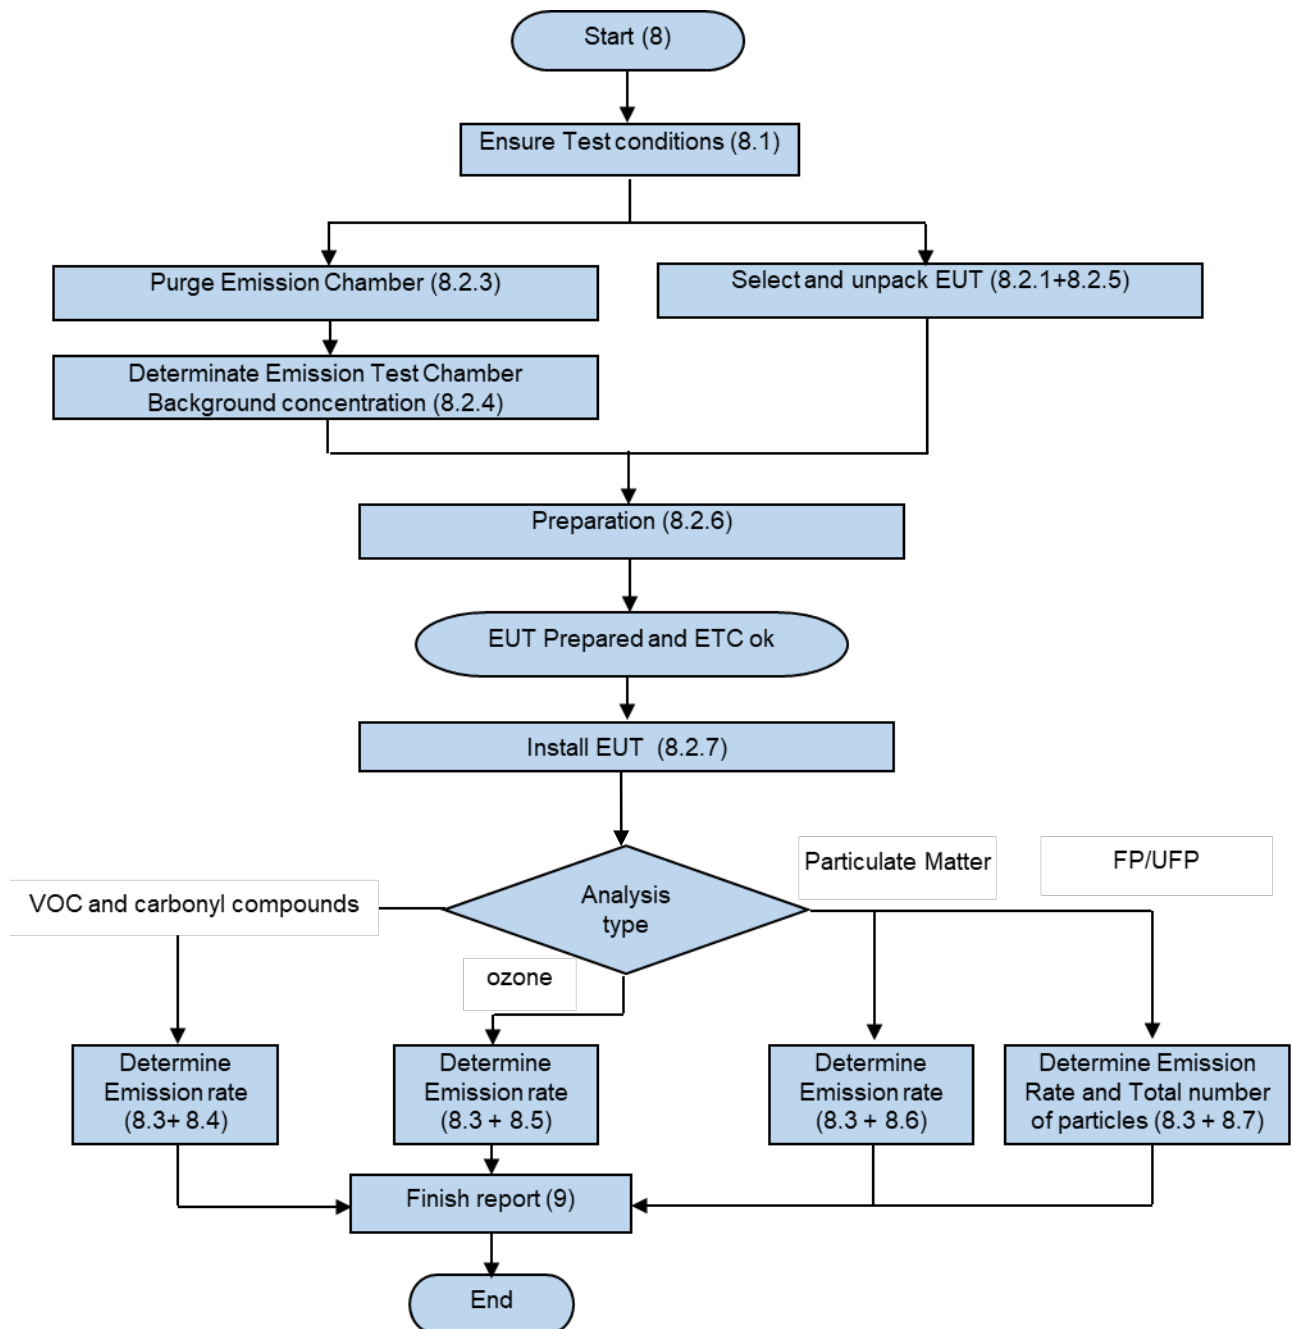 Start (8)
Ensure Test conditions (8.1)
Purge Emission Chamber (8.2.3)
Select and unpack EUT (8.2.1+8.2.5)
Determinate Emission Test Chamber
Background concentration (8.2.4)
Preparation (8.2.6)
EUT Prepared and ETC ok
Install EUT (8.2.7)
Analysis
type
VOC and carbonyl compounds
ozone
Particulate Matter
FP/UFP
Determine
Emission rate
(8.3+ 8.4)
Determine
Emission rate
(8.3 + 8.5)
Determine
Emission rate
(8.3 + 8.6)
Determine Emission
Rate and Total number
of particles (8.3 + 8.7)
Finish report (9)
End